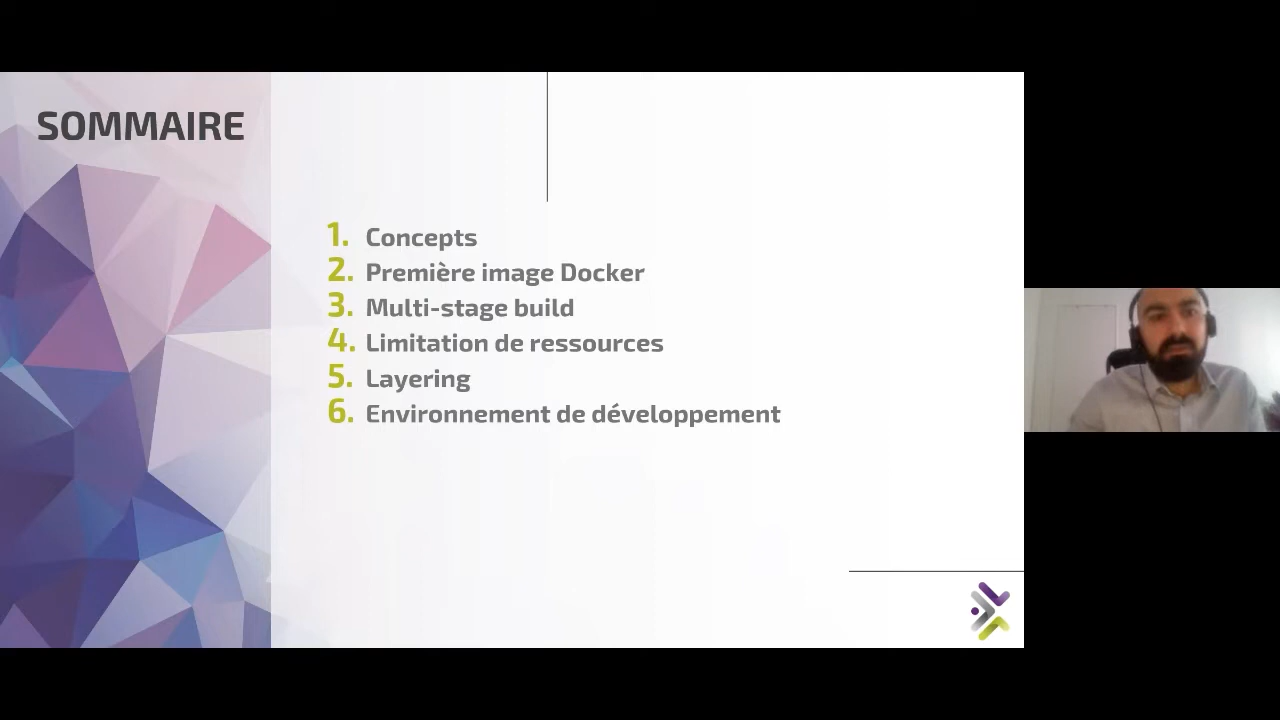 SOMMAIRE
1. Concepts
2. Première image Docker
3. Multi-stage build
4. Limitation de ressources
5. Layering
6. Environnement de développement